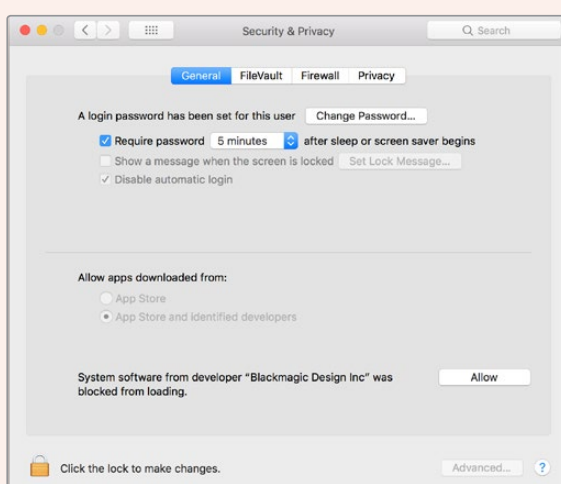 Security & Privacy
Search
General FileVault Firewall Privacy
A login password has been set for this user Change Password...
Require password 5 minutes after sleep or screen saver begins
Show a message when the screen is locked Set Lock Message...
Disable automatic login
Allow apps downloaded from:
App Store
App Store and identified developers
System software from developer “Blackmagic Design Inc” was Allow
blocked from loading.
Click the lock to make changes. Advanced... ?